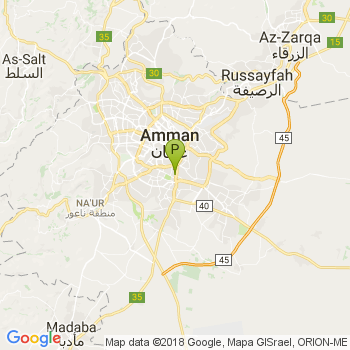 35
Az-Zarqa
الزرقاء
15
As-Salt
السلط
30
Russayfah
الرصيفة
Amman
عمان
P
45
NA'UR
منطقة ناعور
40
45
35
Madaba
مادبا
Google
Map data ©2018 Google, Mapa GISrael, ORION-ME